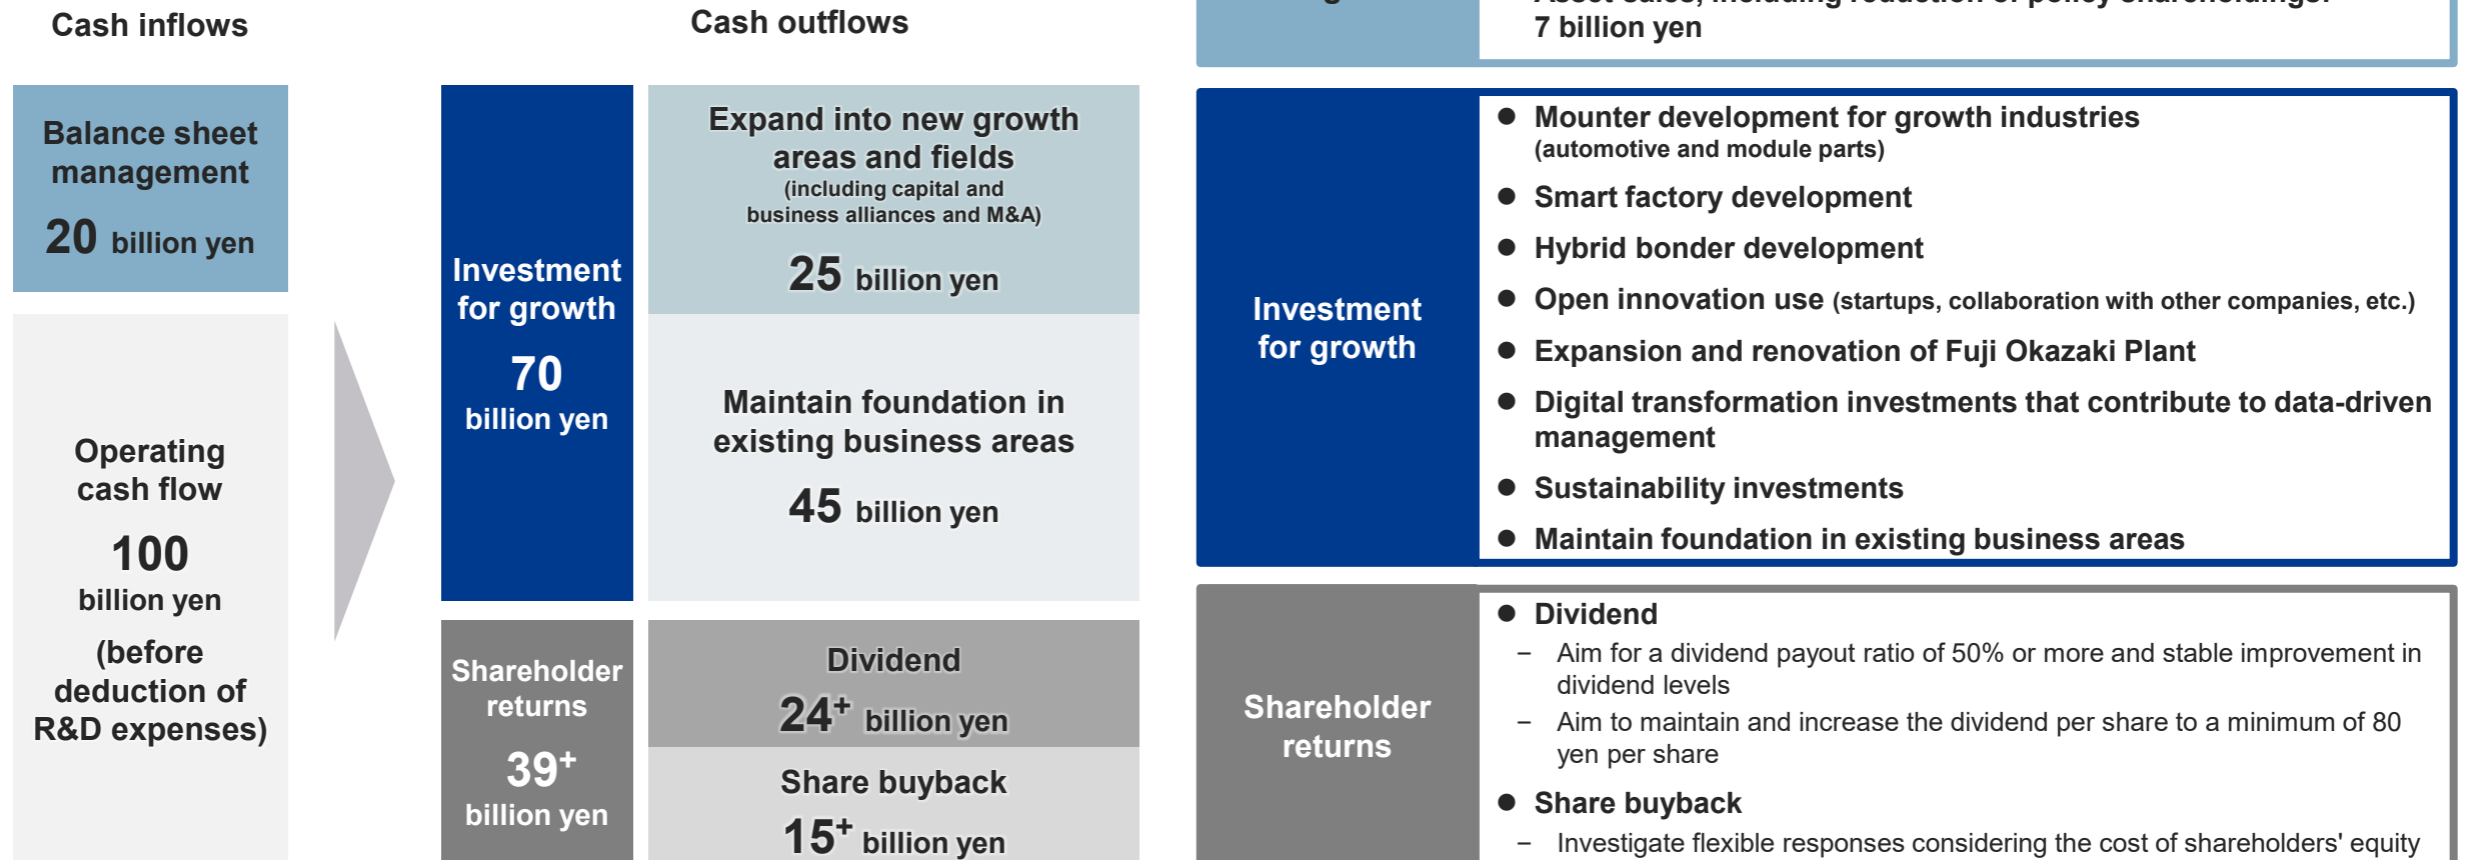 Cash inflows
Cash outflows
Balance sheet
management
20 billion yen
Operating
cash flow
100
billion yen
(before
deduction of
R&D expenses)
Investment
for growth
70
billion yen
Expand into new growth
areas and fields
(including capital and
business alliances and M&A)
25 billion yen
Maintain foundation in
existing business areas
45 billion yen
Shareholder
returns
39+
billion yen
Dividend
24+ billion yen
Share buyback
15+ billion yen
Asset sales, including reduction of policy shareholdings:
7 billion yen
Investment
for growth
● Mounter development for growth industries
(automotive and module parts)
● Smart factory development
● Hybrid bonder development
● Open innovation use (startups, collaboration with other companies, etc.)
● Expansion and renovation of Fuji Okazaki Plant
● Digital transformation investments that contribute to data-driven
management
● Sustainability investments
● Maintain foundation in existing business areas
Shareholder
returns
● Dividend
– Aim for a dividend payout ratio of 50% or more and stable improvement in
dividend levels
– Aim to maintain and increase the dividend per share to a minimum of 80
yen per share
● Share buyback
– Investigate flexible responses considering the cost of shareholders' equity